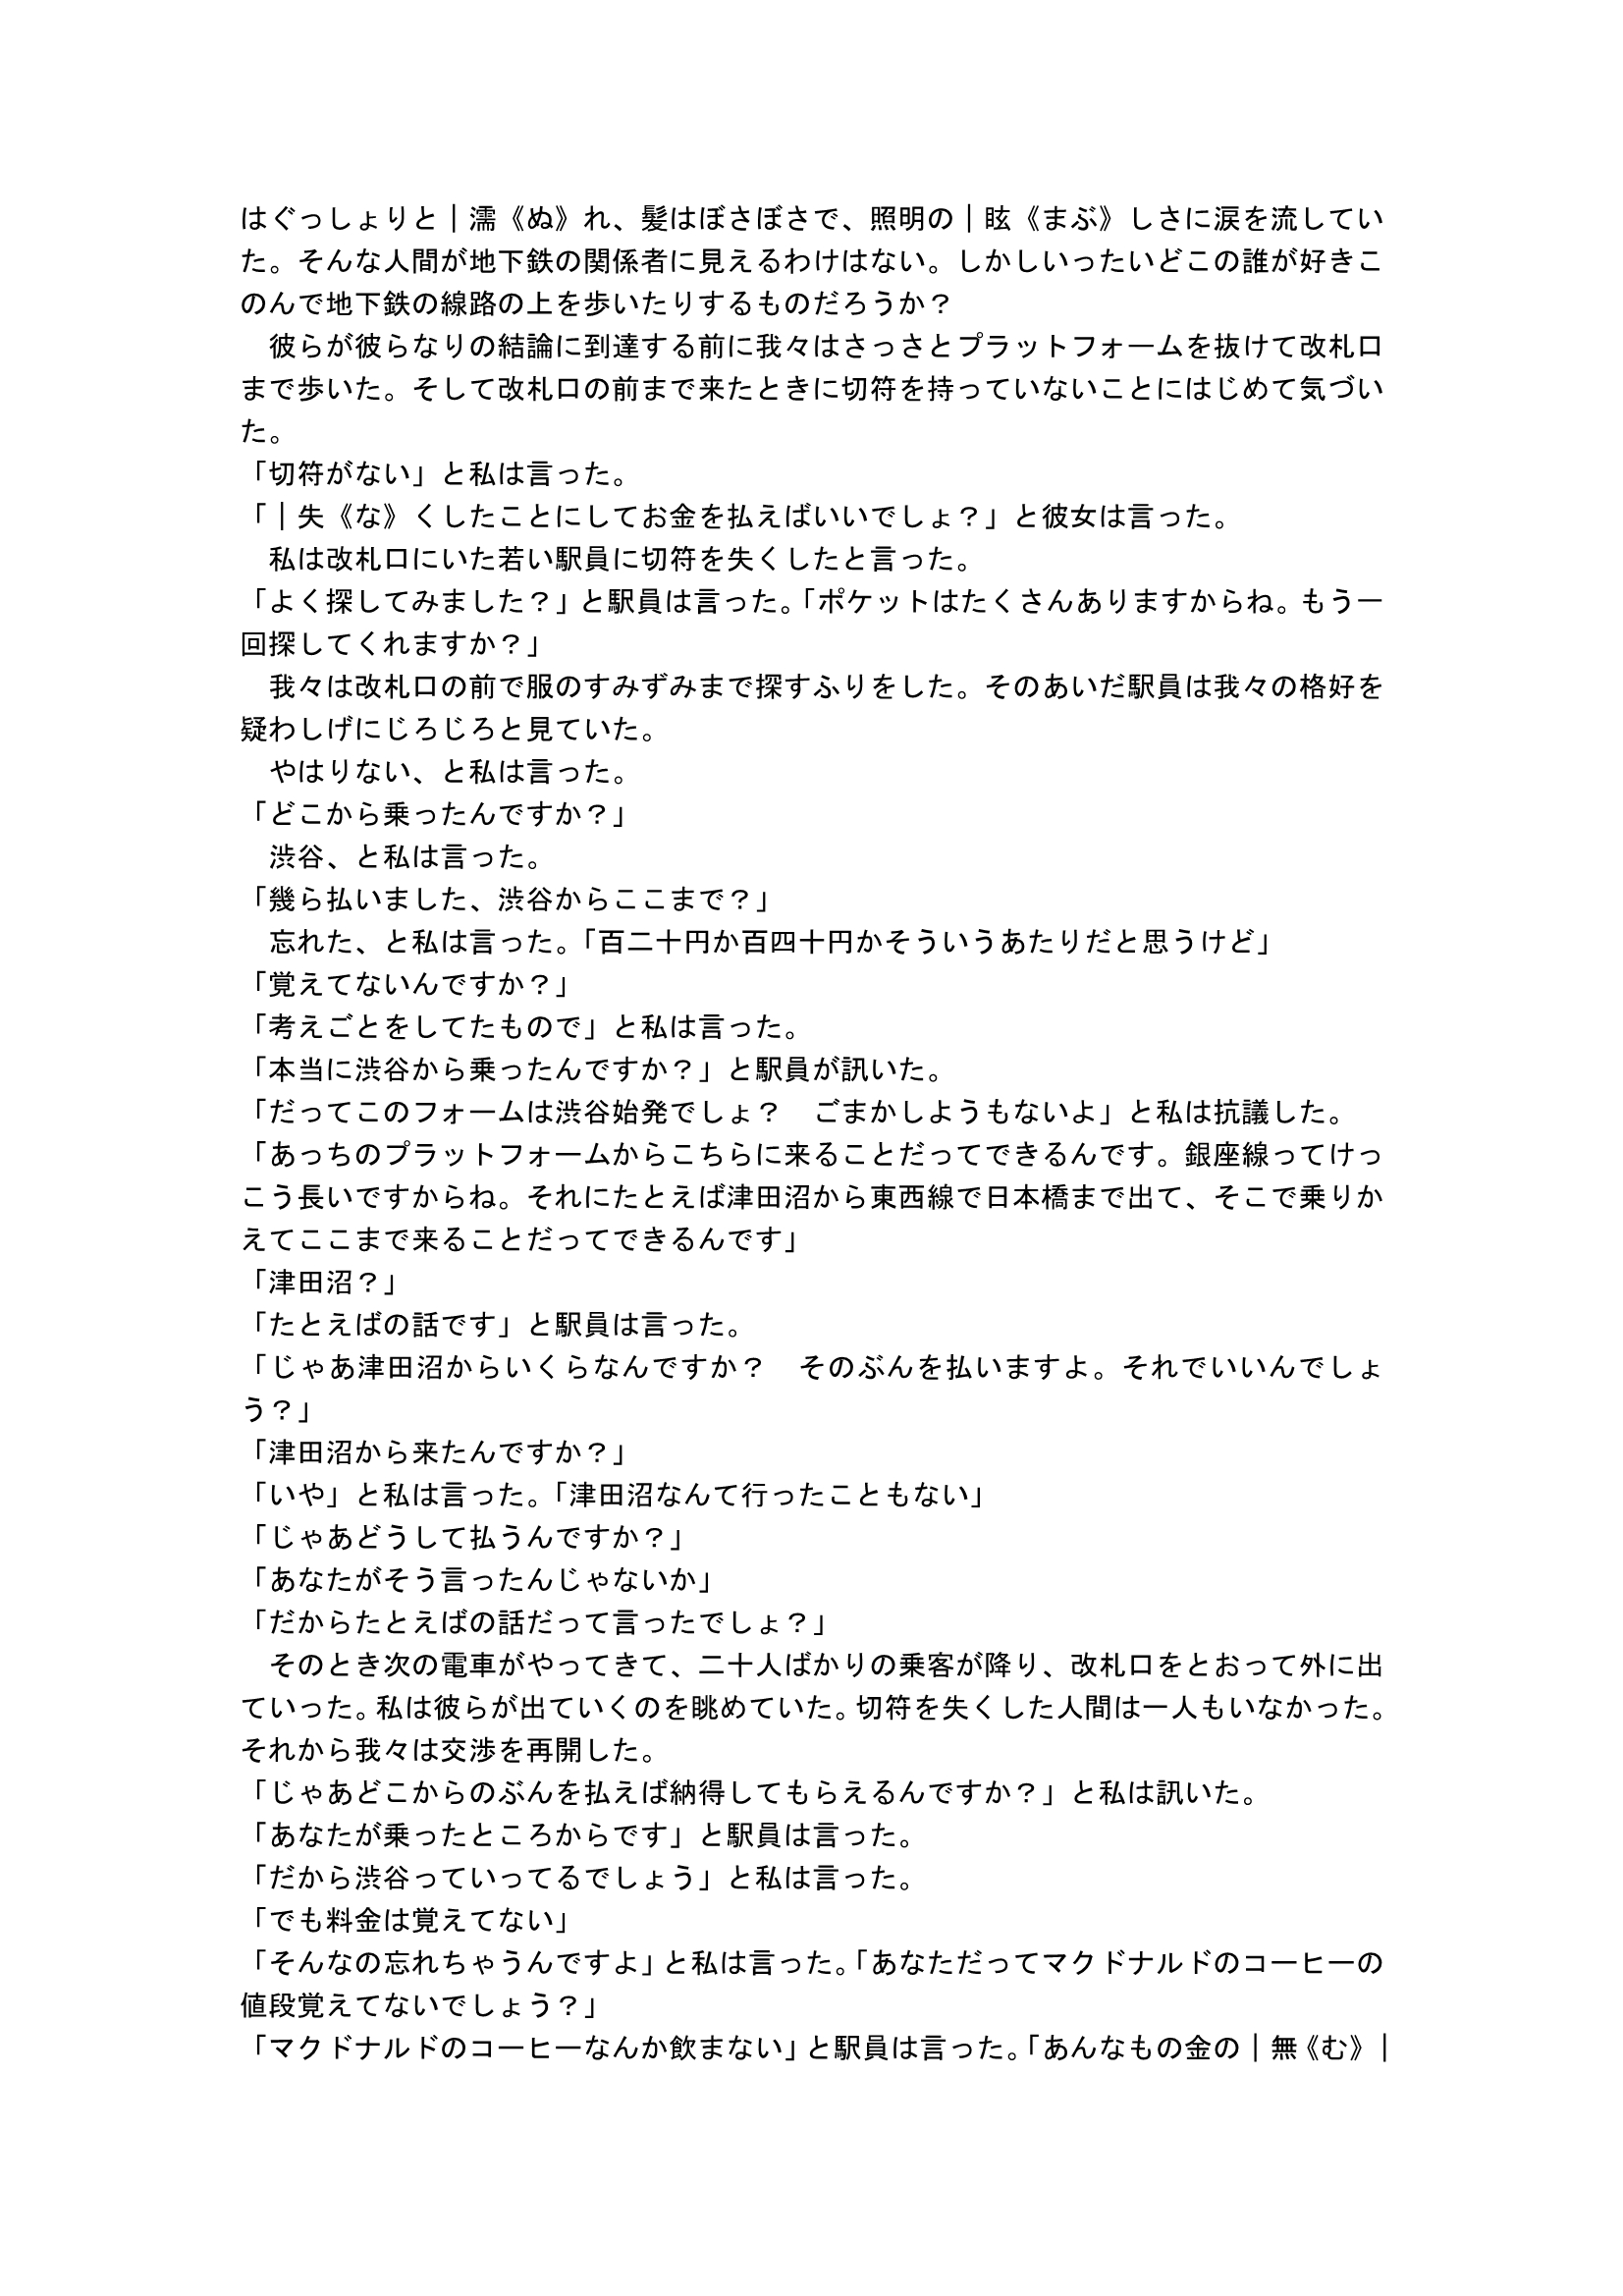 はぐっしょりと｜濡《ぬ》れ、髪はぼさぼさで、照明の｜眩《まぶ》しさに涙を流してい
た。そんな人間が地下鉄の関係者に見えるわけはない。しかしいったいどこの誰が好きこ
のんで地下鉄の線路の上を歩いたりするものだろうか？
　彼らが彼らなりの結論に到達する前に我々はさっさとプラットフォームを抜けて改札口
まで歩いた。そして改札口の前まで来たときに切符を持っていないことにはじめて気づい
た。
「切符がない」と私は言った。
「｜失《な》くしたことにしてお金を払えばいいでしょ？」と彼女は言った。
　私は改札口にいた若い駅員に切符を失くしたと言った。
「よく探してみました？」と駅員は言った。「ポケットはたくさんありますからね。もう一
回探してくれますか？」
　我々は改札口の前で服のすみずみまで探すふりをした。そのあいだ駅員は我々の格好を
疑わしげにじろじろと見ていた。
　やはりない、と私は言った。
「どこから乗ったんですか？」
　渋谷、と私は言った。
「幾ら払いました、渋谷からここまで？」
　忘れた、と私は言った。「百二十円か百四十円かそういうあたりだと思うけど」
「覚えてないんですか？」
「考えごとをしてたもので」と私は言った。
「本当に渋谷から乗ったんですか？」と駅員が訊いた。
「だってこのフォームは渋谷始発でしょ？　ごまかしようもないよ」と私は抗議した。
「あっちのプラットフォームからこちらに来ることだってできるんです。銀座線ってけっ
こう長いですからね。それにたとえば津田沼から東西線で日本橋まで出て、そこで乗りか
えてここまで来ることだってできるんです」
「津田沼？」
「たとえばの話です」と駅員は言った。
「じゃあ津田沼からいくらなんですか？　そのぶんを払いますよ。それでいいんでしょ
う？」
「津田沼から来たんですか？」
「いや」と私は言った。「津田沼なんて行ったこともない」
「じゃあどうして払うんですか？」
「あなたがそう言ったんじゃないか」
「だからたとえばの話だって言ったでしょ？」
　そのとき次の電車がやってきて、二十人ばかりの乗客が降り、改札口をとおって外に出
ていった。私は彼らが出ていくのを眺めていた。切符を失くした人間は一人もいなかった。
それから我々は交渉を再開した。
「じゃあどこからのぶんを払えば納得してもらえるんですか？」と私は訊いた。
「あなたが乗ったところからです」と駅員は言った。
「だから渋谷っていってるでしょう」と私は言った。
「でも料金は覚えてない」
「そんなの忘れちゃうんですよ」と私は言った。「あなただってマクドナルドのコーヒーの
値段覚えてないでしょう？」
「マクドナルドのコーヒーなんか飲まない」と駅員は言った。「あんなもの金の｜無《む》｜